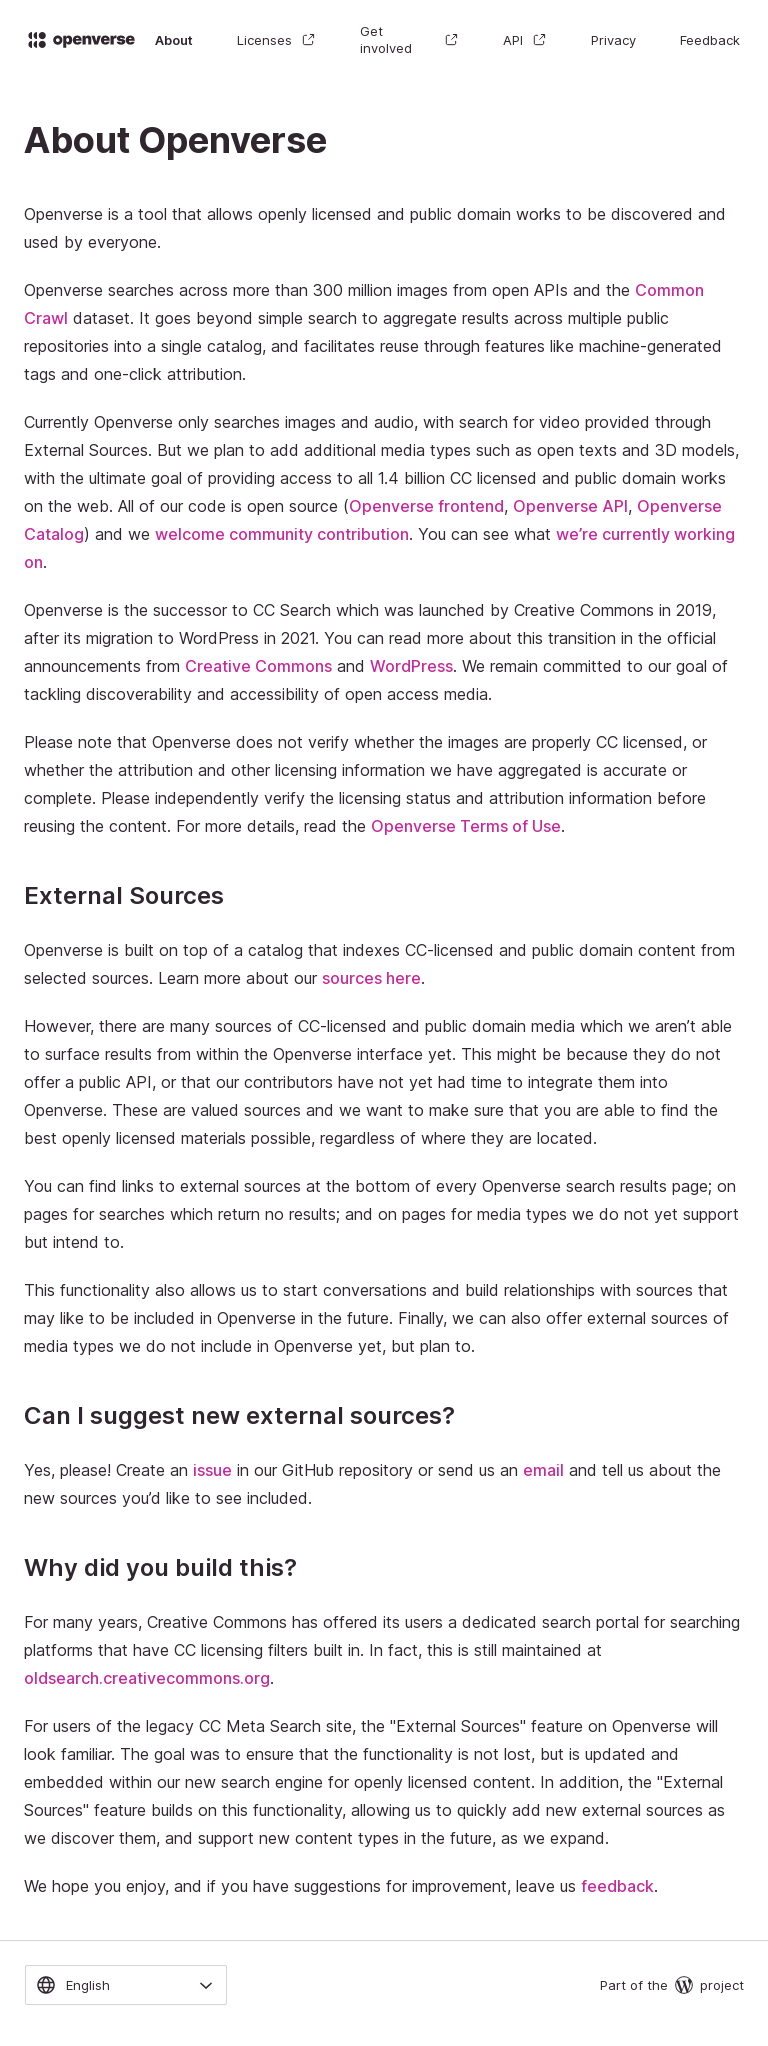 openverse About Licenses Get involved API Privacy Feedback
About Openverse
Openverse is a tool that allows openly licensed and public domain works to be discovered and
used by everyone.
Openverse searches across more than 300 million images from open APIs and the Common
Crawl dataset. It goes beyond simple search to aggregate results across multiple public
repositories into a single catalog, and facilitates reuse through features like machine-generated
tags and one-click attribution.
Currently Openverse only searches images and audio, with search for video provided through
External Sources. But we plan to add additional media types such as open texts and 3D models,
with the ultimate goal of providing access to all 1.4 billion CC licensed and public domain works
on the web. All of our code is open source (Openverse frontend, Openverse API, Openverse
Catalog) and we welcome community contribution. You can see what we’re currently working
on.
Openverse is the successor to CC Search which was launched by Creative Commons in 2019,
after its migration to WordPress in 2021. You can read more about this transition in the official
announcements from Creative Commons and WordPress. We remain committed to our goal of
tackling discoverability and accessibility of open access media.
Please note that Openverse does not verify whether the images are properly CC licensed, or
whether the attribution and other licensing information we have aggregated is accurate or
complete. Please independently verify the licensing status and attribution information before
reusing the content. For more details, read the Openverse Terms of Use.
External Sources
Openverse is built on top of a catalog that indexes CC-licensed and public domain content from
selected sources. Learn more about our sources here.
However, there are many sources of CC-licensed and public domain media which we aren’t able
to surface results from within the Openverse interface yet. This might be because they do not
offer a public API, or that our contributors have not yet had time to integrate them into
Openverse. These are valued sources and we want to make sure that you are able to find the
best openly licensed materials possible, regardless of where they are located.
You can find links to external sources at the bottom of every Openverse search results page; on
pages for searches which return no results; and on pages for media types we do not yet support
but intend to.
This functionality also allows us to start conversations and build relationships with sources that
may like to be included in Openverse in the future. Finally, we can also offer external sources of
media types we do not include in Openverse yet, but plan to.
Can I suggest new external sources?
Yes, please! Create an issue in our GitHub repository or send us an email and tell us about the
new sources you’d like to see included.
Why did you build this?
For many years, Creative Commons has offered its users a dedicated search portal for searching
platforms that have CC licensing filters built in. In fact, this is still maintained at
oldsearch.creativecommons.org.
For users of the legacy CC Meta Search site, the "External Sources" feature on Openverse will
look familiar. The goal was to ensure that the functionality is not lost, but is updated and
embedded within our new search engine for openly licensed content. In addition, the "External
Sources" feature builds on this functionality, allowing us to quickly add new external sources as
we discover them, and support new content types in the future, as we expand.
We hope you enjoy, and if you have suggestions for improvement, leave us feedback.
English
Part of the project